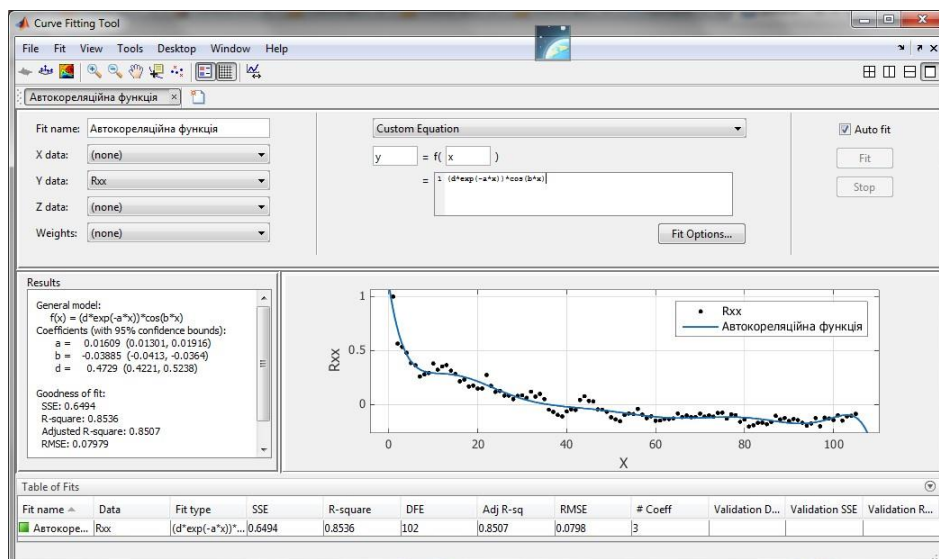 Curve Fitting Tool
File Fit View Tools Desktop Window Help
Автокореляційна функція
Fit name: Автокореляційна функція
X data: (none)
Y data: Rxx
Z data: (none)
Weights: (none)
Custom Equation
y = f( x )
= 1 (d*exp(-a*x))*cos(b*x)
Fit Options...
Auto fit
Fit
Stop
Results
General model:
f(x) = (d*exp(-a*x))*cos(b*x)
Coefficients (with 95% confidence bounds):
a = 0.01609 (0.01301, 0.01916)
b = -0.03885 (-0.0413, -0.0364)
d = 0.4729 (0.4221, 0.5238)
Goodness of fit:
SSE: 0.6494
R-square: 0.8536
Adjusted R-square: 0.8507
RMSE: 0.07979
Rxx
Автокореляційна функція
1
0.5
0
Rxx
0 20 40 60 80 100
X
Table of Fits
Fit name Data Fit type SSE R-square DFE Adj R-sq RMSE # Coeff Validation D... Validation SSE Validation R...
Автокоре... Rxx (d*exp(-a*x))*... 0.6494 0.8536 102 0.8507 0.0798 3